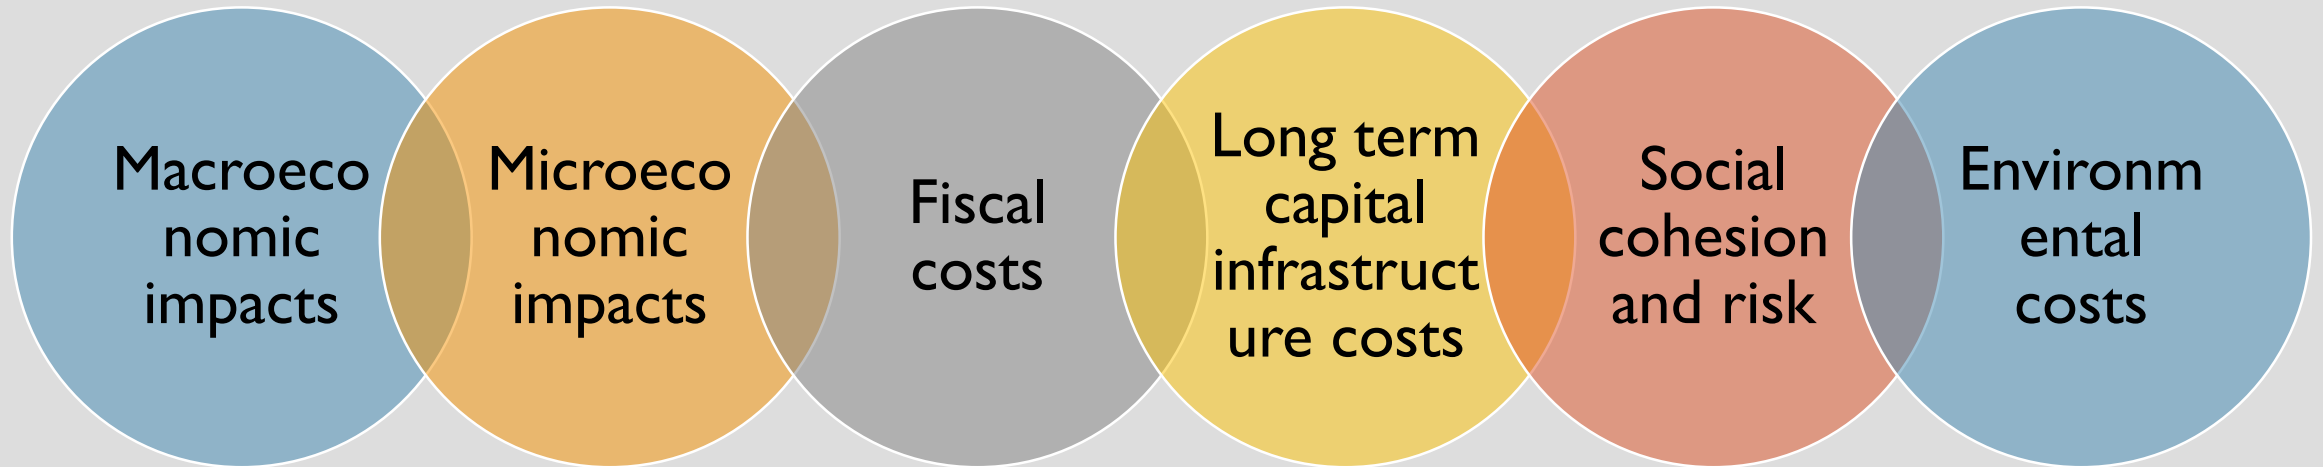 Macroeco
nomic
impacts
Microeco
nomic
impacts
Fiscal
costs
Long term
capital
infrastruct
ure costs
Social
cohesion
and risk
Environm
ental
costs